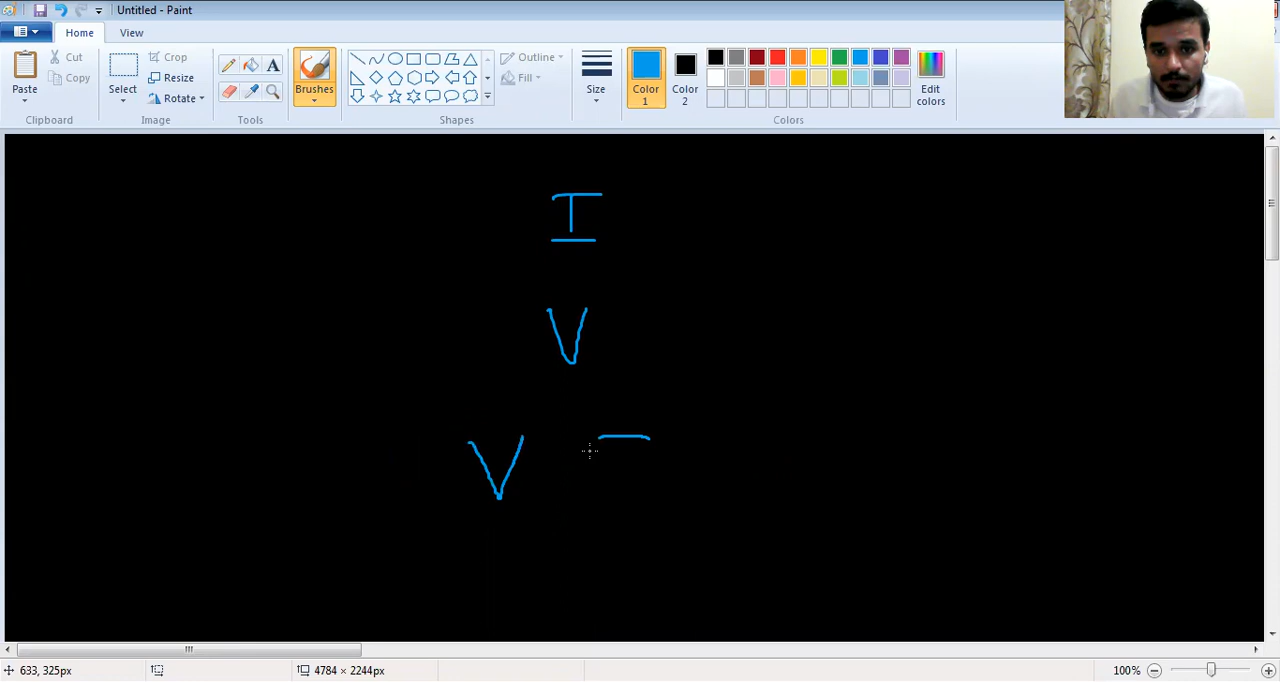 Untitled - Paint
Home View
Paste
Cut
Copy
Clipboard
Select
Crop
Resize
Rotate
Image
Tools
Brushes
Shapes
Outline
Fill
Size
Color 1
Color 2
Edit colors
Colors
I
V
V
633, 325px
4784 × 2244px
100%